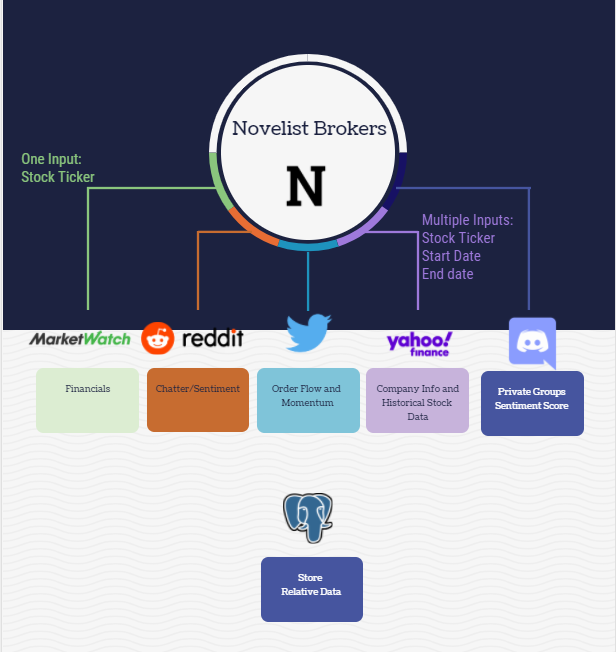 Novelist Brokers
N
One Input:
Stock Ticker
Multiple Inputs:
Stock Ticker
Start Date
End date
MarketWatch
reddit
yahoo!
finance
Financials
Chatter/Sentiment
Order Flow and
Momentum
Company Info and
Historical Stock
Data
Private Groups
Sentiment Score
Store
Relative Data